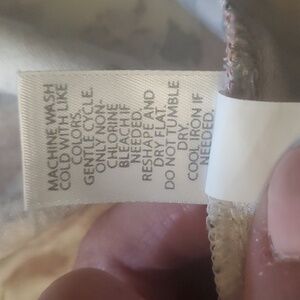 MACHINE WASH
COLD WITH LIKE
COLORS.
GENTLE CYCLE.
ONLY NON-
CHLORINE
BLEACH IF
NEEDED.
RESHAPE AND
DRY FLAT.
DO NOT TUMBLE
DRY.
COOL IRON IF
NEEDED.